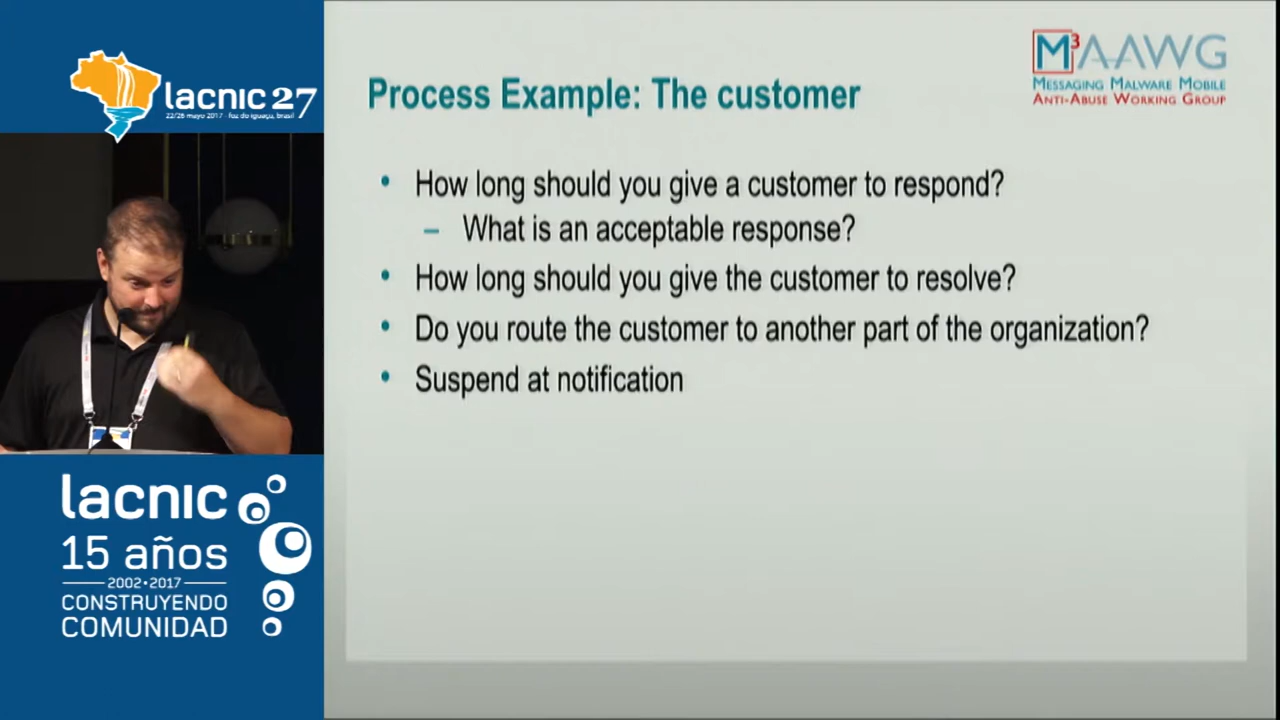 lacnic 27
22/26 mayo 2017 - foz do iguaçu, brasil
lacnic
15 años
2002•2017
CONSTRUYENDO
COMUNIDAD
M3AAWG
MESSAGING MALWARE MOBILE
ANTI-ABUSE WORKING GROUP
Process Example: The customer
• How long should you give a customer to respond?
– What is an acceptable response?
• How long should you give the customer to resolve?
• Do you route the customer to another part of the organization?
• Suspend at notification